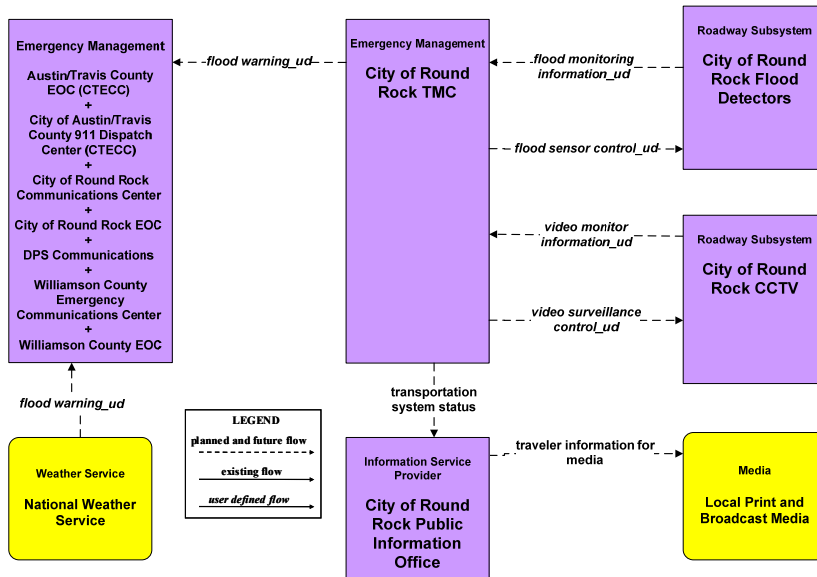 Emergency Management
Austin/Travis County
EOC (CTECC)
+
City of Austin/Travis
County 911 Dispatch
Center (CTECC)
+
City of Round Rock
Communications Center
+
City of Round Rock EOC
+
DPS Communications
+
Williamson County
Emergency
Communications Center
+
Williamson County EOC
flood warning_ud
Emergency Management
City of Round
Rock TMC
flood monitoring
information_ud
Roadway Subsystem
City of Round
Rock Flood
Detectors
flood sensor control_ud
video monitor
information_ud
Roadway Subsystem
City of Round
Rock CCTV
video surveillance
control_ud
flood warning_ud
transportation
system status
LEGEND
planned and future flow
existing flow
user defined flow
Weather Service
National Weather
Service
Information Service
Provider
City of Round
Rock Public
Information
Office
traveler information for
media
Media
Local Print and
Broadcast Media